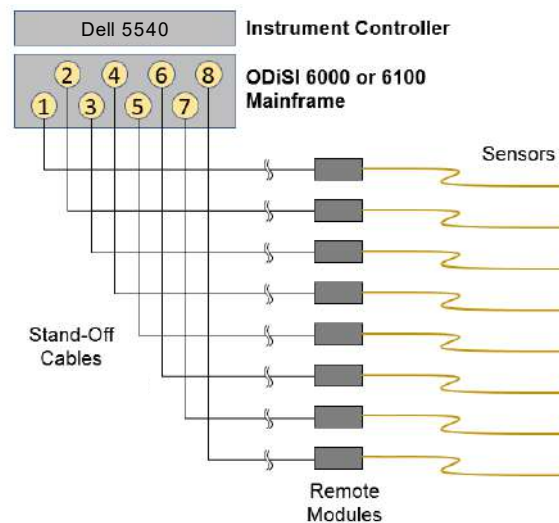 Dell 5540
Instrument Controller
ODiSI 6000 or 6100
Mainframe
2 4 6 8
1 3 5 7
Sensors
Stand-Off
Cables
Remote
Modules